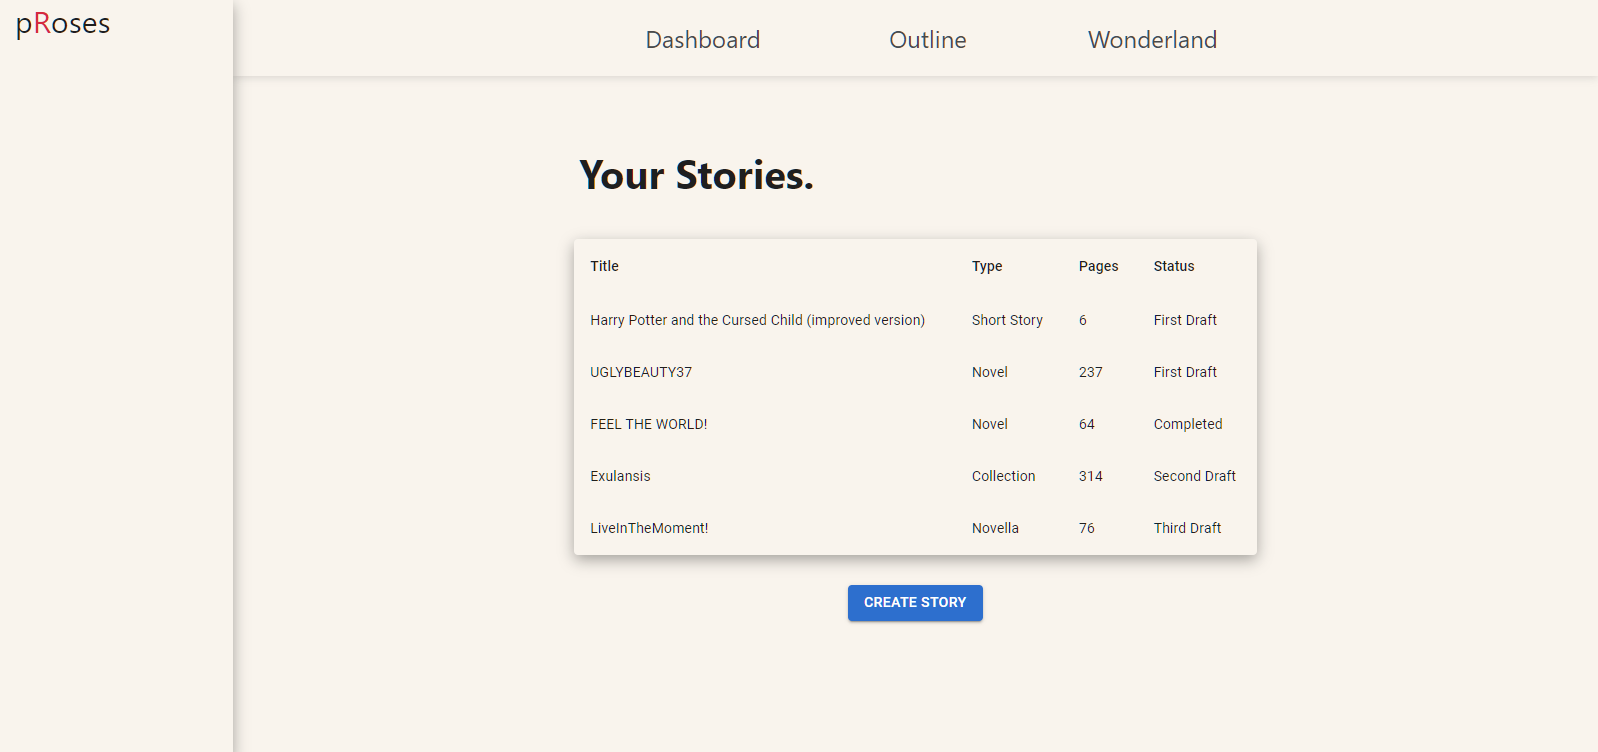 pRoses
Dashboard Outline Wonderland
Your Stories.
Title Type Pages Status
Harry Potter and the Cursed Child (improved version) Short Story 6 First Draft
UGLYBEAUTY37 Novel 237 First Draft
FEEL THE WORLD! Novel 64 Completed
Exulansis Collection 314 Second Draft
LiveInTheMoment! Novella 76 Third Draft
CREATE STORY